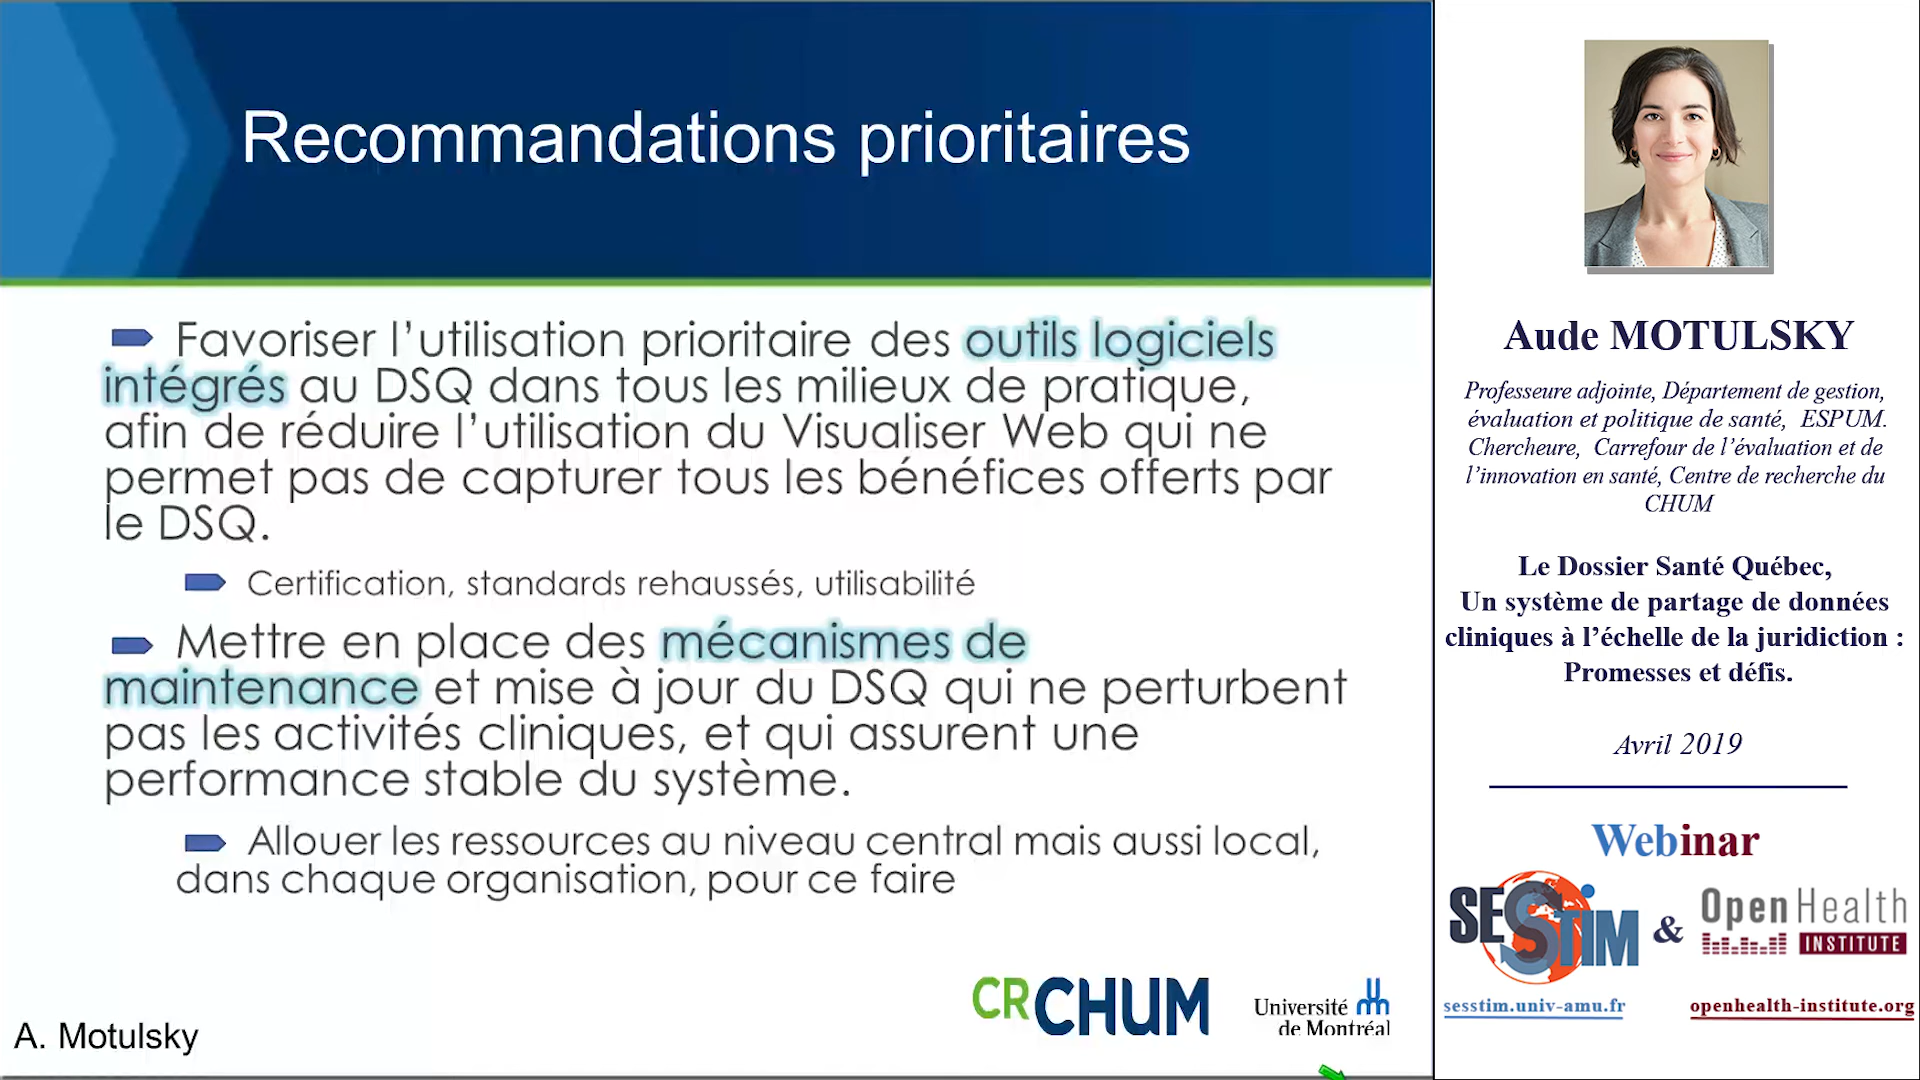 Recommandations prioritaires
Favoriser l’utilisation prioritaire des outils logiciels
intégrés au DSQ dans tous les milieux de pratique,
afin de réduire l’utilisation du Visualiser Web qui ne
permet pas de capturer tous les bénéfices offerts par
le DSQ.
Certification, standards rehaussés, utilisabilité
Mettre en place des mécanismes de
maintenance et mise à jour du DSQ qui ne perturbent
pas les activités cliniques, et qui assurent une
performance stable du système.
Allouer les ressources au niveau central mais aussi local,
dans chaque organisation, pour ce faire
CRCHUM
Université
de Montréal
A. Motulsky
Aude MOTULSKY
Professeure adjointe, Département de gestion,
évaluation et politique de santé, ESPUM.
Chercheure, Carrefour de l’évaluation et de
l’innovation en santé, Centre de recherche du
CHUM
Le Dossier Santé Québec,
Un système de partage de données
cliniques à l’échelle de la juridiction :
Promesses et défis.
Avril 2019
Webinar
SESSTIM & Open Health
INSTITUTE
sesstim.univ-amu.fr
openhealth-institute.org